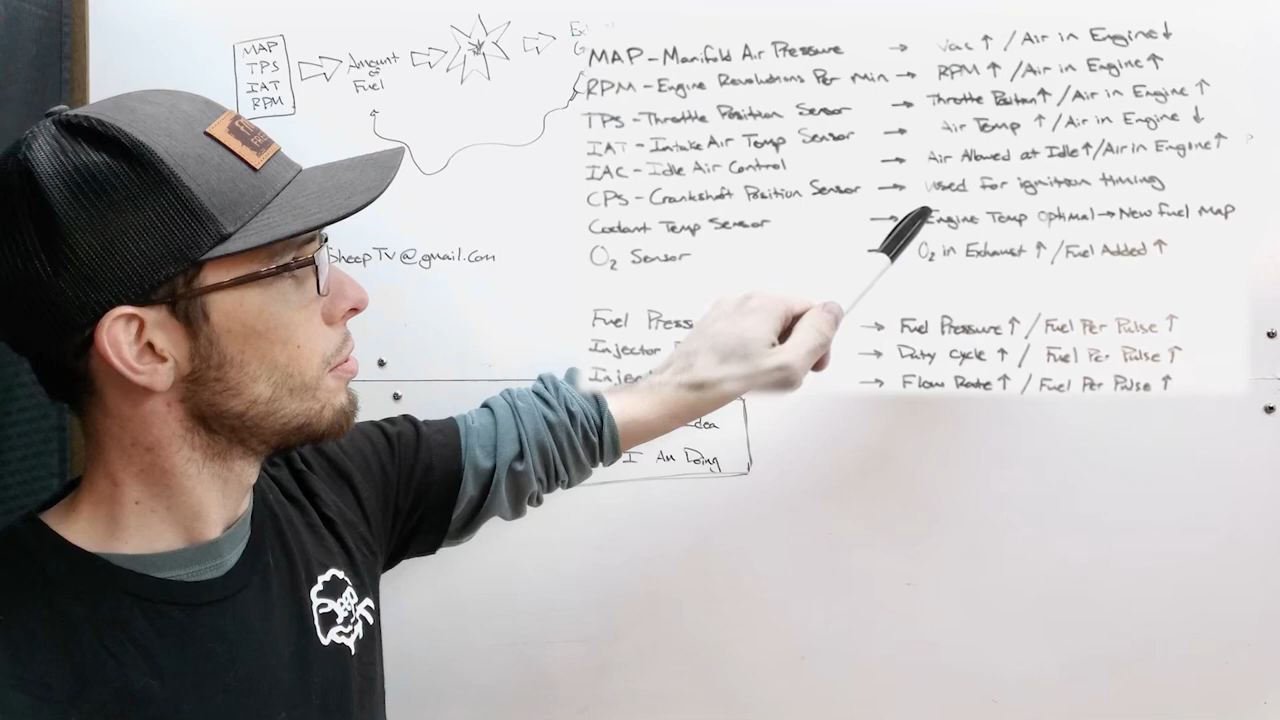 MAP
TPS
IAT
RPM
Amount
of
Fuel
MAP - Manifold Air Pressure → Vac ↑ / Air in Engine ↓
RPM - Engine Revolutions Per Min → RPM ↑ / Air in Engine ↑
TPS - Throttle Position Sensor → Throttle Position ↑ / Air in Engine ↑
IAT - Intake Air Temp Sensor → Air Temp ↑ / Air in Engine ↓
IAC - Idle Air Control → Air Allowed at Idle ↑ / Air in Engine ↑
CPS - Crankshaft Position Sensor → used for ignition timing
Coolant Temp Sensor → Engine Temp Optimal → New Fuel Map
O₂ Sensor → O₂ in Exhaust ↑ / Fuel Added ↑
SheepTv@gmail.com
Fuel Press → Fuel Pressure ↑ / Fuel Per Pulse ↑
Injector → Duty cycle ↑ / Fuel Per Pulse ↑
→ Flow Rate ↑ / Fuel Per Pulse ↑
I Am Doing